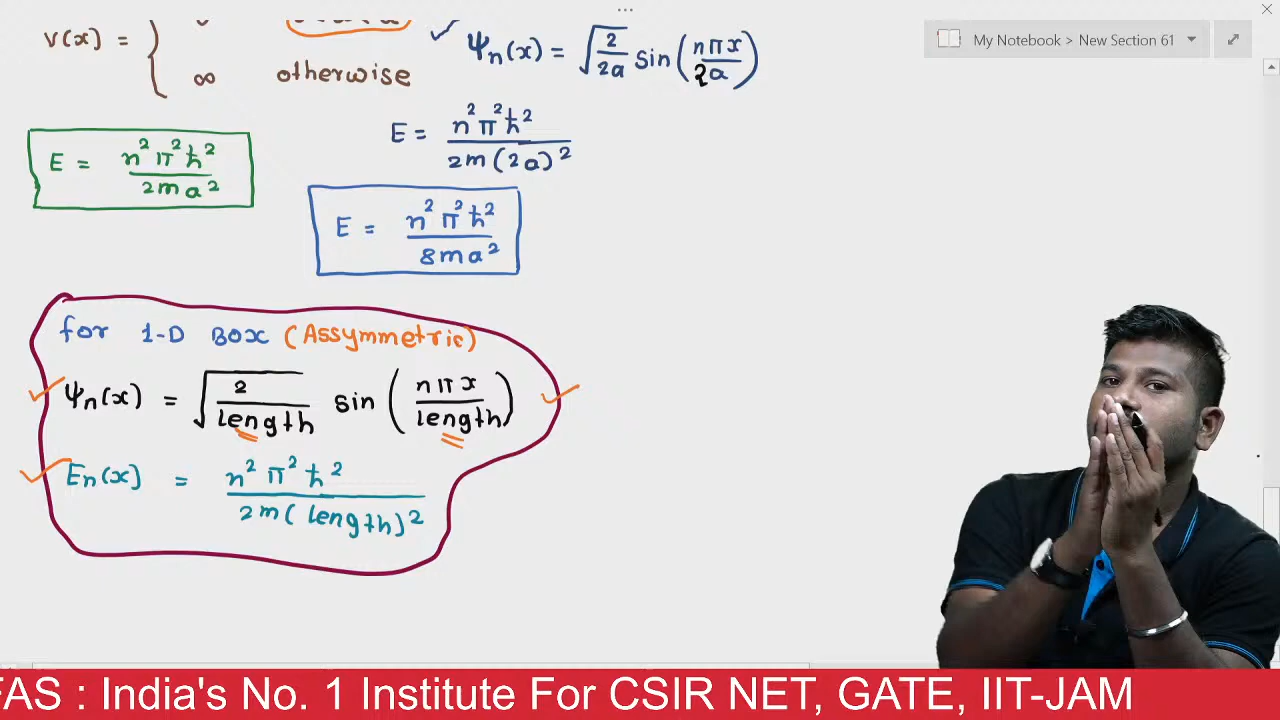 My Notebook > New Section 61
V(x) = {
∞ otherwise
Ψn(x) = √(2/2a) sin(nπx/2a)
E = n²π²ħ²/2m(2a)²
E = n²π²ħ²/2ma²
E = n²π²ħ²/8ma²
for 1-D BOX (Assymmetric)
Ψn(x) = √(2/length) sin(nπx/length)
En(x) = n²π²ħ²/2m(length)²
FAS : India's No. 1 Institute For CSIR NET, GATE, IIT-JAM